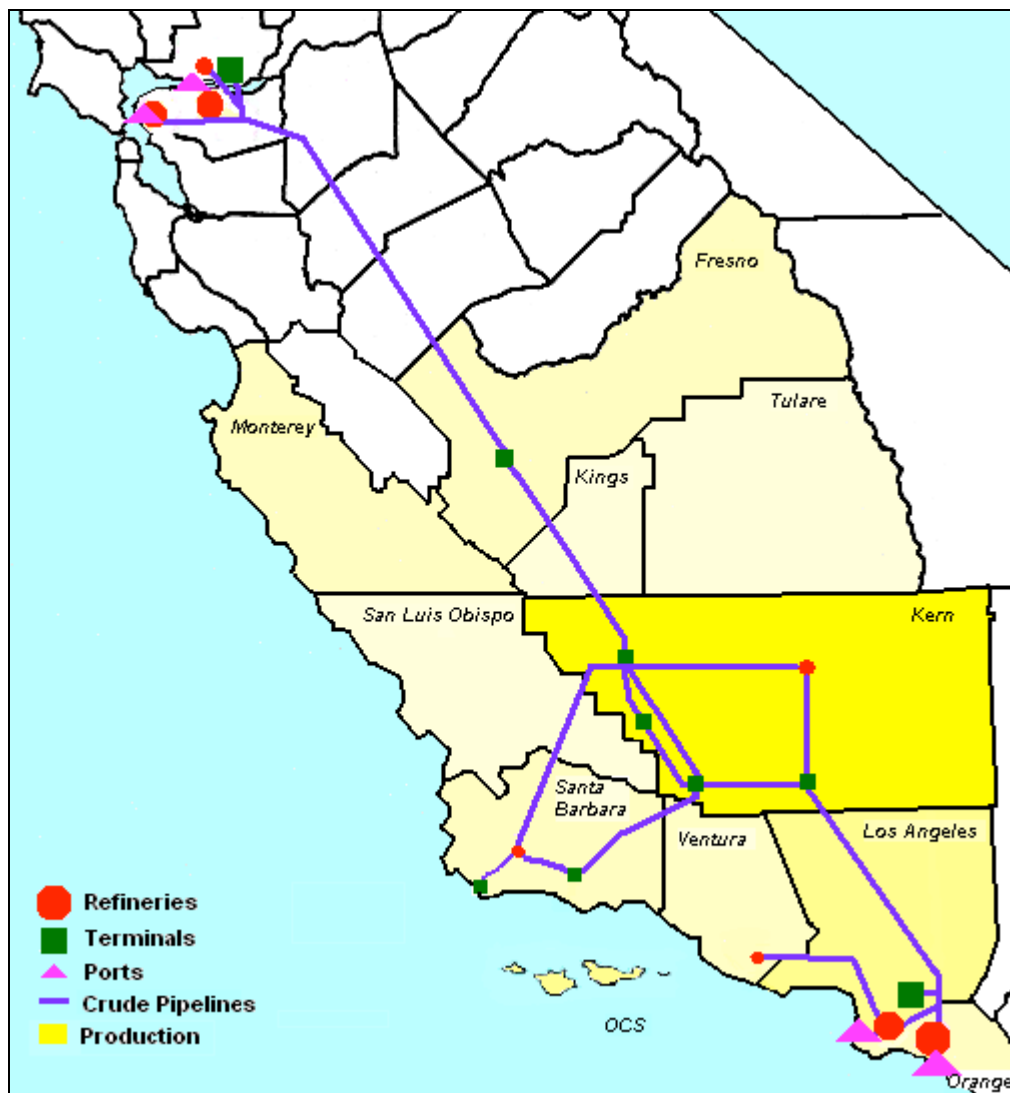 Fresno
Tulare
Monterey
Kings
San Luis Obispo
Kern
Santa
Barbara
Ventura
Los Angeles
OCS
Orange
Refineries
Terminals
Ports
Crude Pipelines
Production